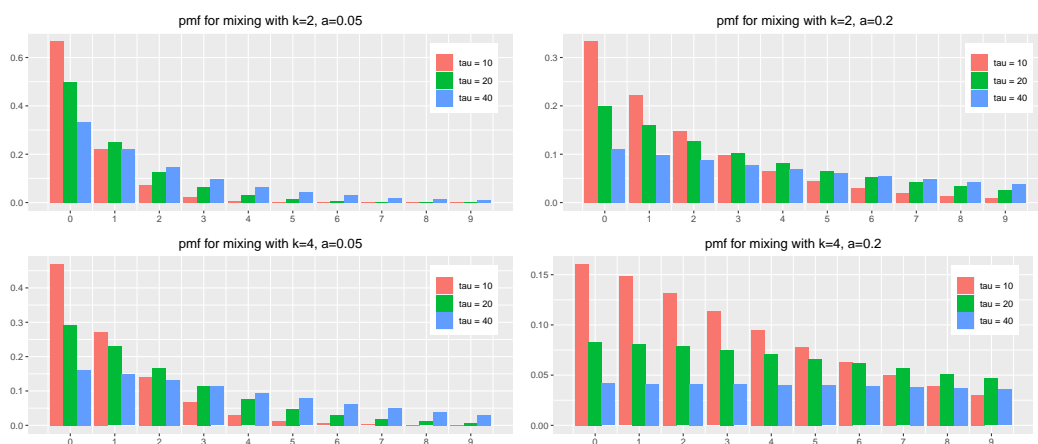 pmf for mixing with k=2, a=0.05
0.6
0.4
0.2
0.0
tau = 10
tau = 20
tau = 40
0 1 2 3 4 5 6 7 8 9
pmf for mixing with k=2, a=0.2
0.3
0.2
0.1
0.0
tau = 10
tau = 20
tau = 40
0 1 2 3 4 5 6 7 8 9
pmf for mixing with k=4, a=0.05
0.4
0.3
0.2
0.1
0.0
tau = 10
tau = 20
tau = 40
0 1 2 3 4 5 6 7 8 9
pmf for mixing with k=4, a=0.2
0.15
0.10
0.05
0.00
tau = 10
tau = 20
tau = 40
0 1 2 3 4 5 6 7 8 9